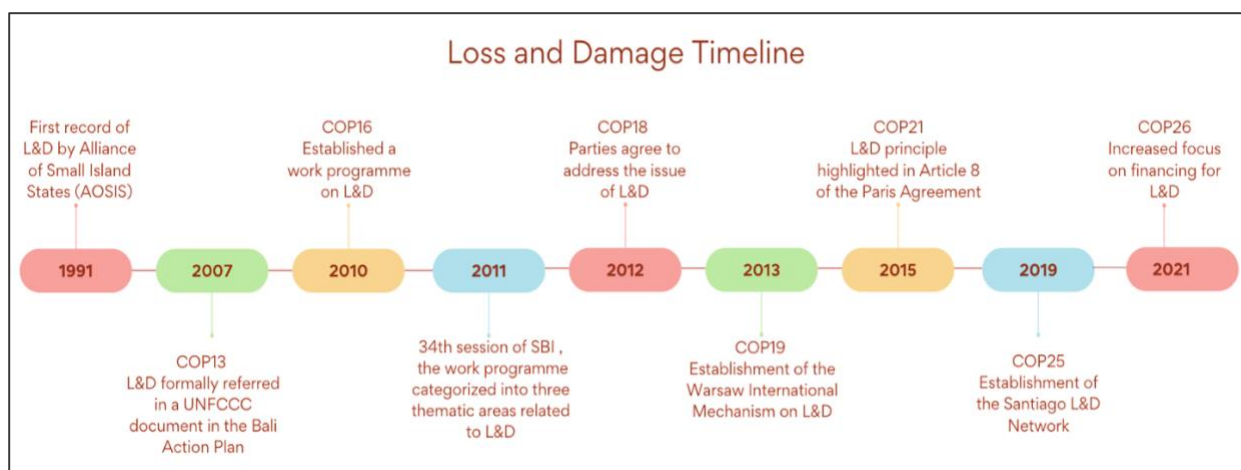 Loss and Damage Timeline
First record of
L&D by Alliance
of Small Island
States (AOSIS)
COP16
Established a
work programme
on L&D
COP18
Parties agree to
address the issue
of L&D
COP21
L&D principle
highlighted in Article 8
of the Paris Agreement
COP26
Increased focus
on financing for
L&D
1991
2007
2010
2011
2012
2013
2015
2019
2021
COP13
L&D formally referred
in a UNFCCC
document in the Bali
Action Plan
34th session of SBI ,
the work programme
categorized into three
thematic areas related
to L&D
COP19
Establishment of the
Warsaw International
Mechanism on L&D
COP25
Establishment of
the Santiago L&D
Network